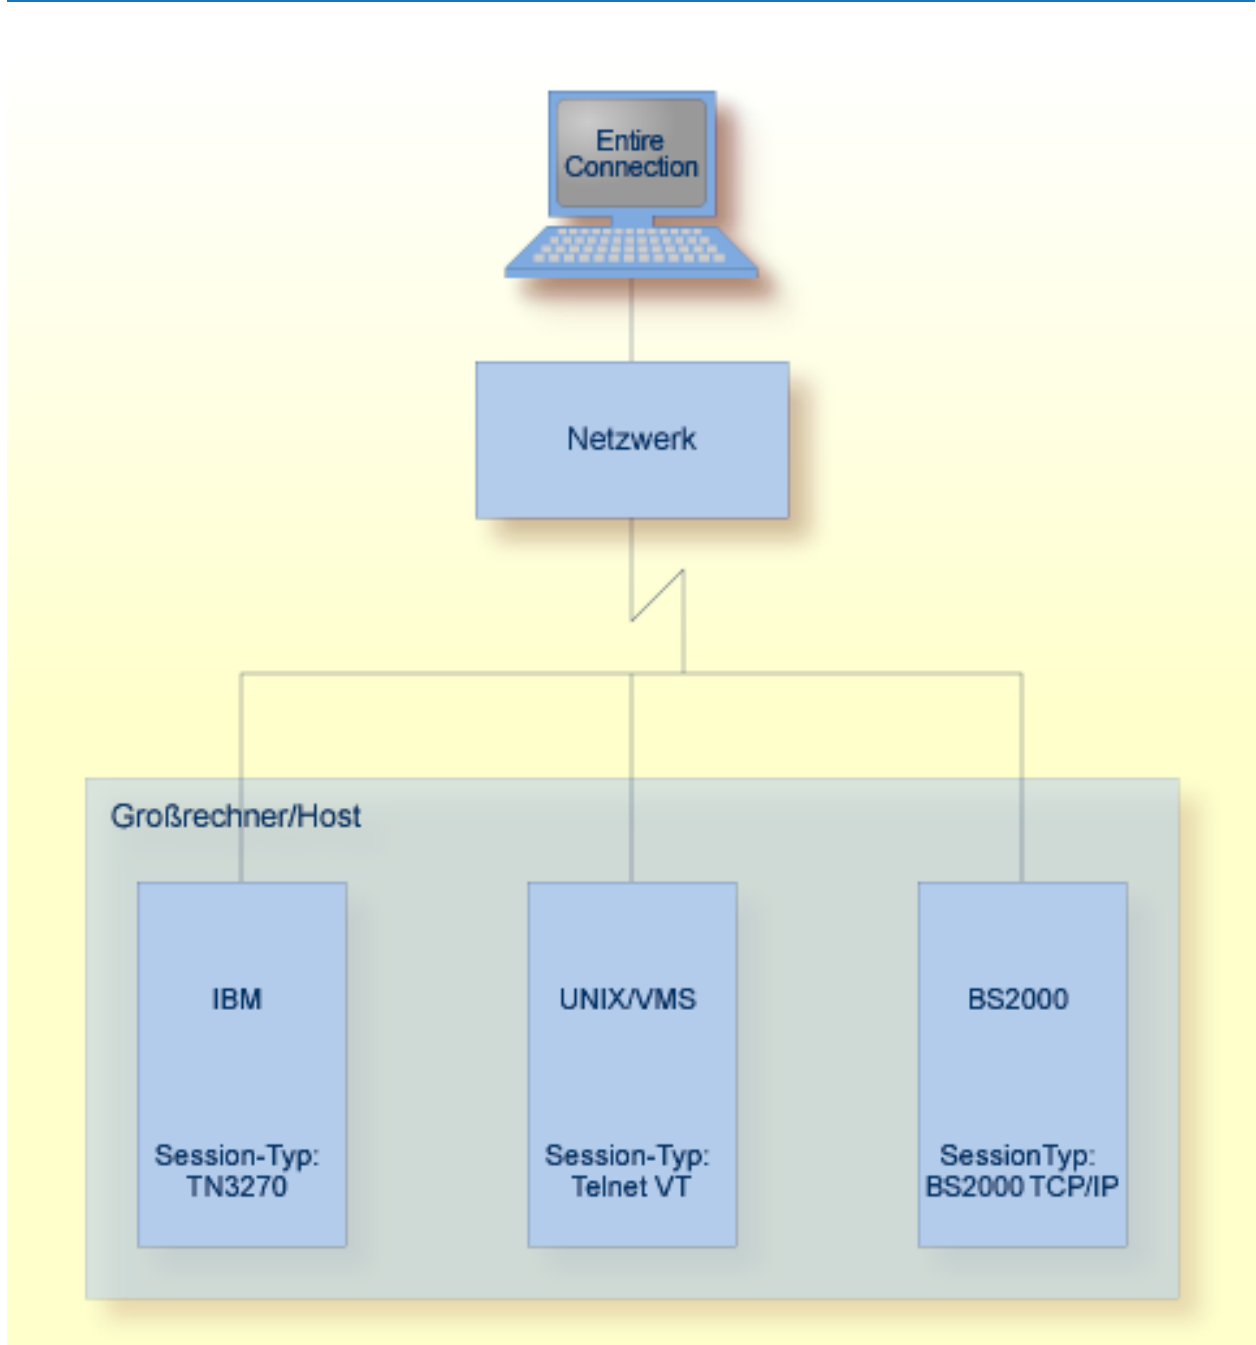 Entire
Connection
Netzwerk
Großrechner/Host
IBM
Session-Typ:
TN3270
UNIX/VMS
Session-Typ:
Telnet VT
BS2000
SessionTyp:
BS2000 TCP/IP